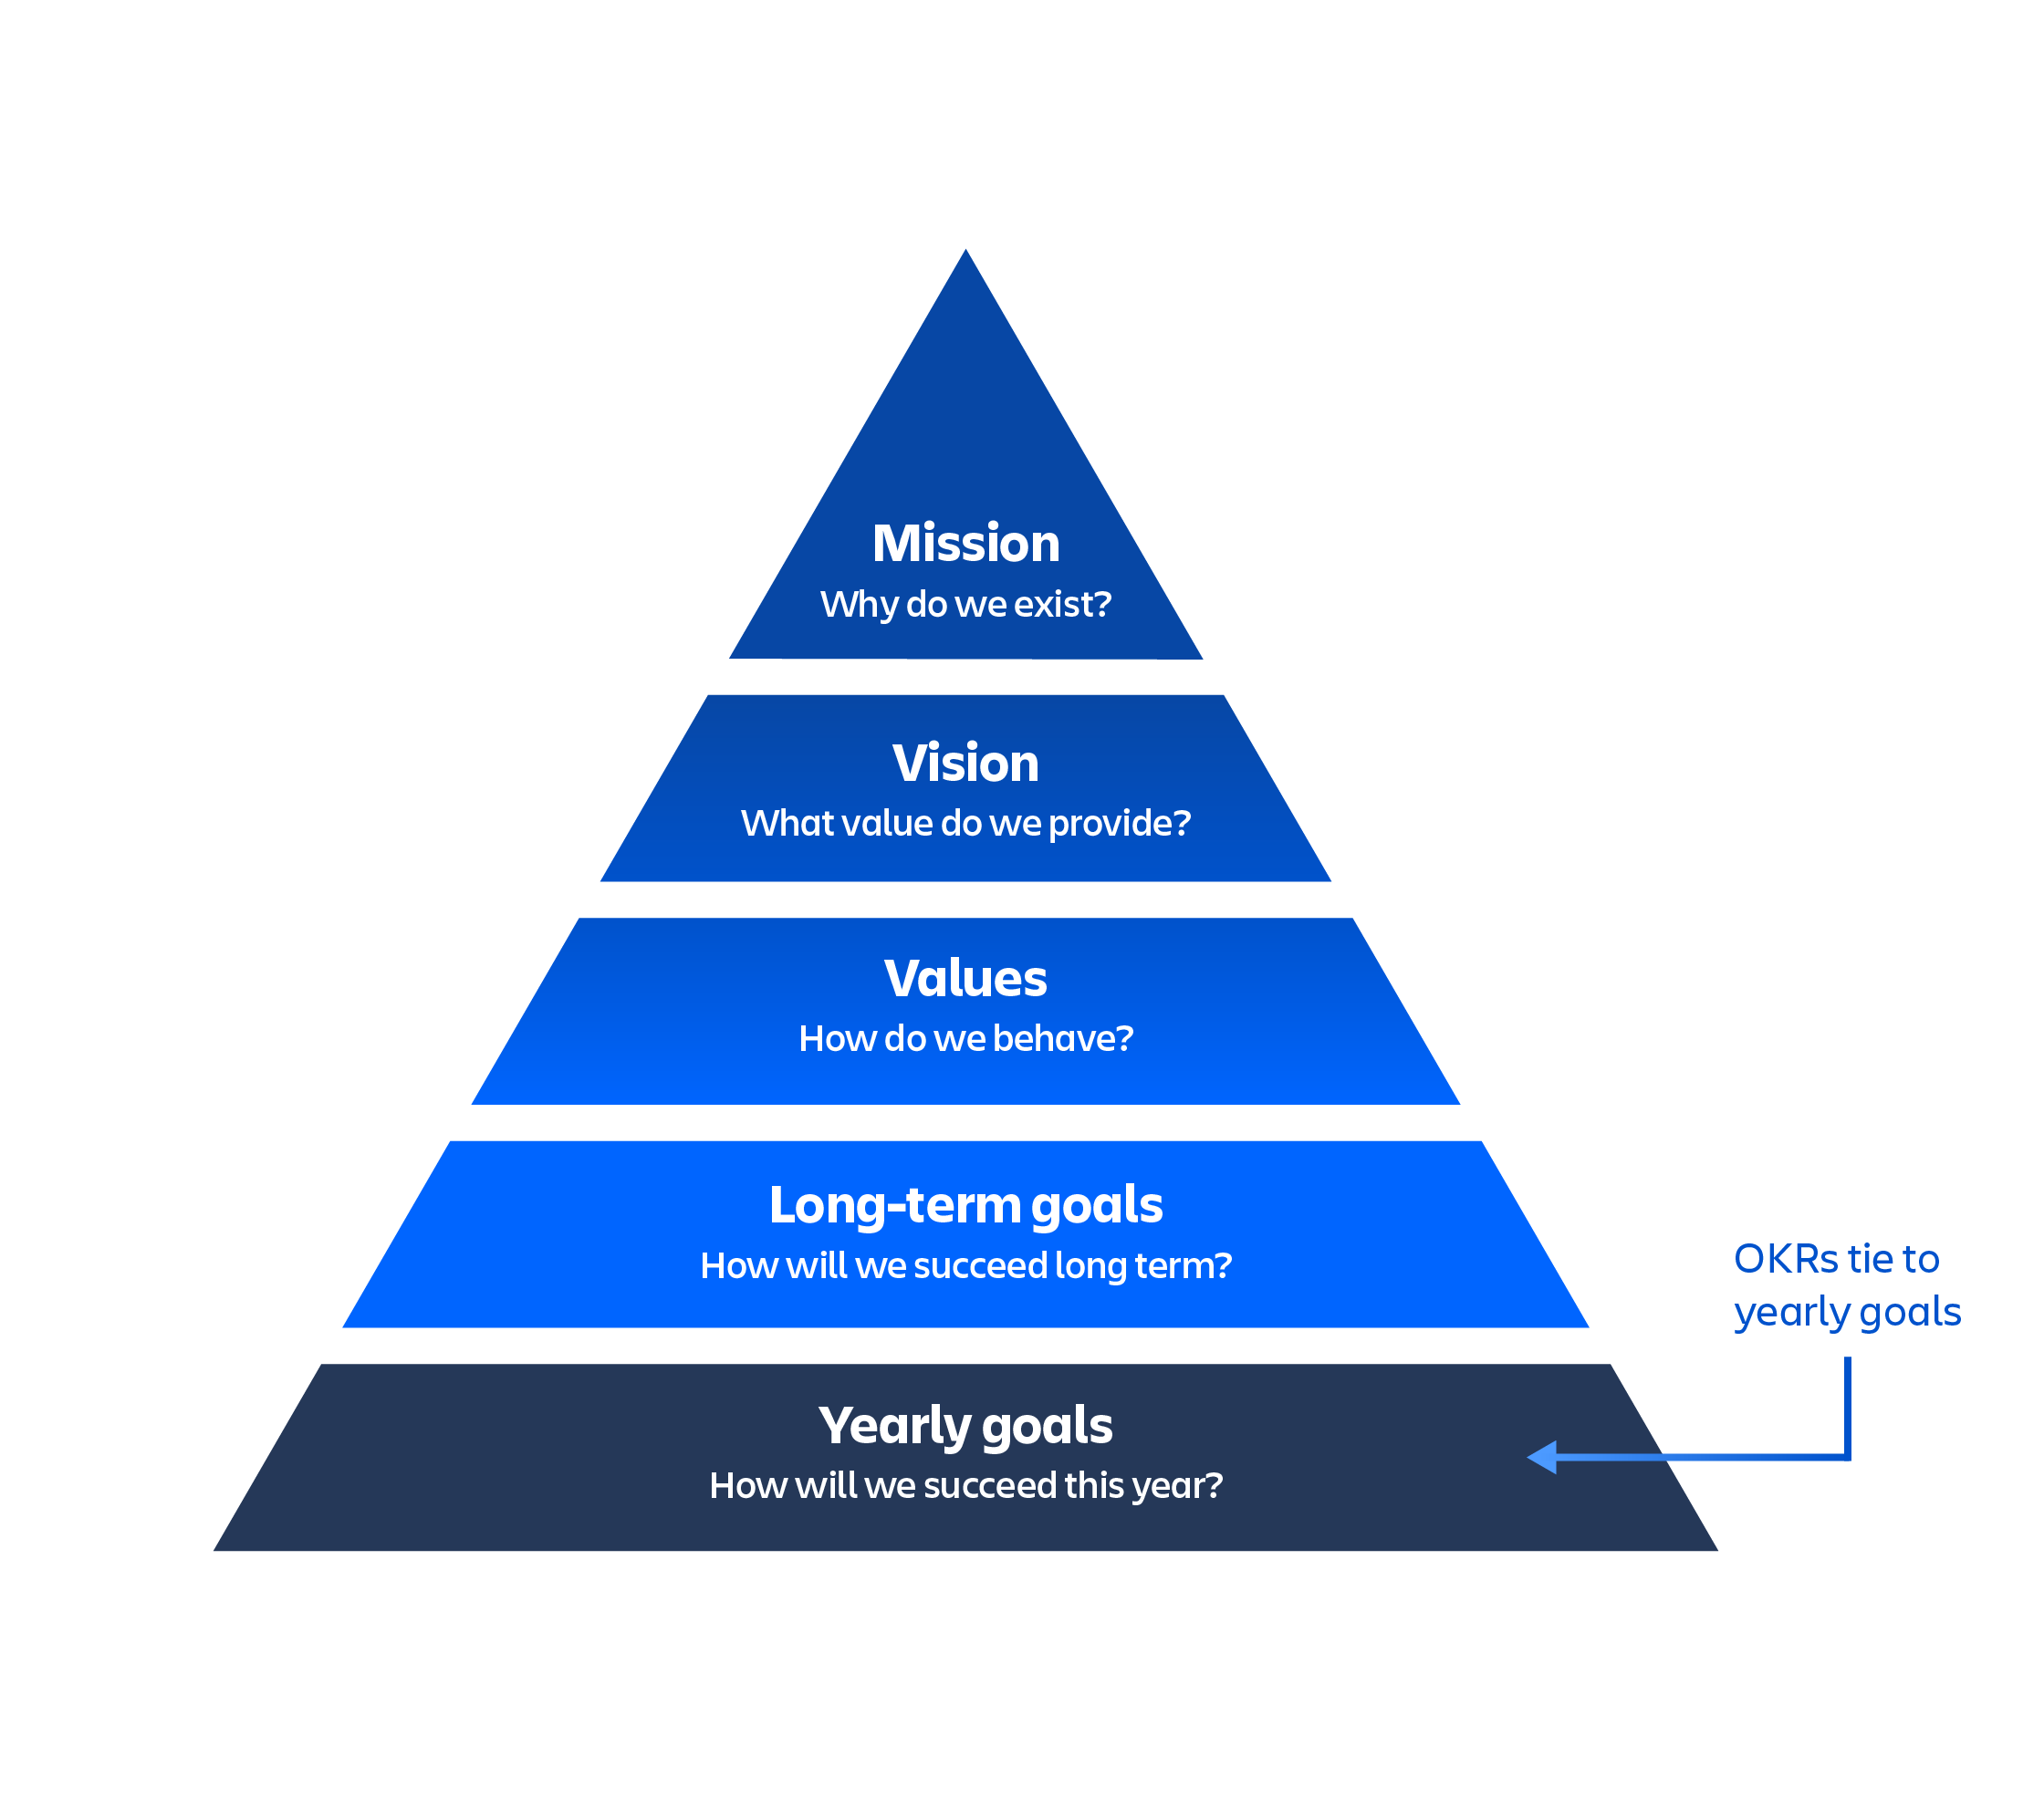 Mission
Why do we exist?
Vision
What value do we provide?
Values
How do we behave?
Long-term goals
How will we succeed long term?
OKRs tie to
yearly goals
Yearly goals
How will we succeed this year?